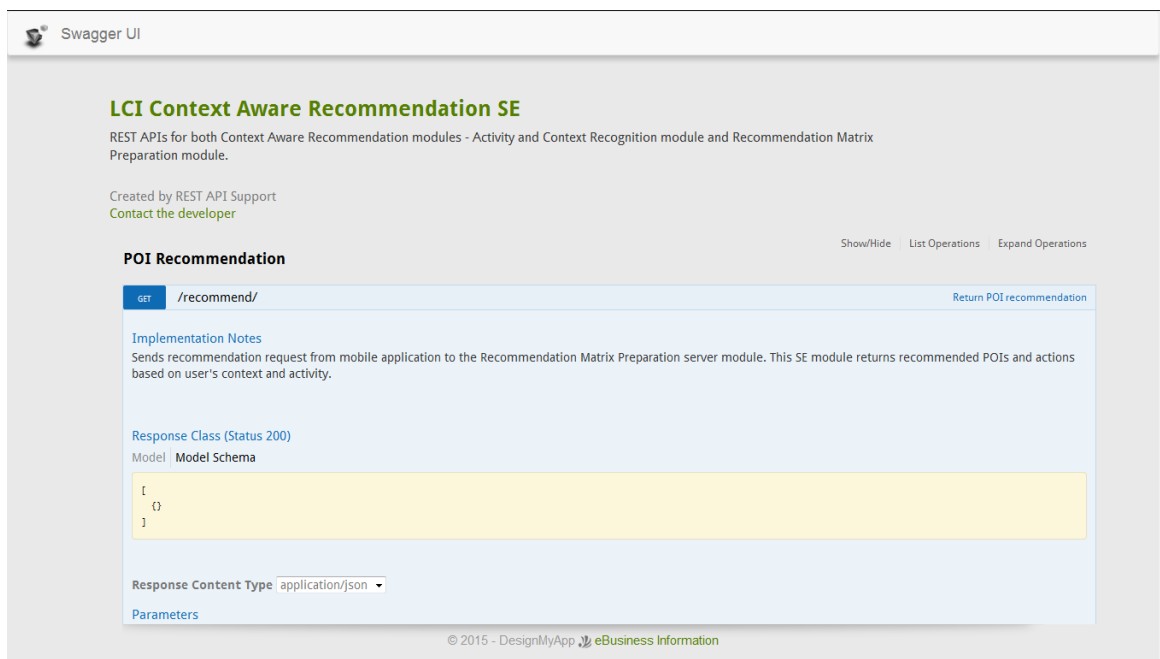 Swagger UI
LCI Context Aware Recommendation SE
REST APIs for both Context Aware Recommendation modules - Activity and Context Recognition module and Recommendation Matrix
Preparation module.
Created by REST API Support
Contact the developer
Show/Hide List Operations Expand Operations
POI Recommendation
GET /recommend/ Return POI recommendation
Implementation Notes
Sends recommendation request from mobile application to the Recommendation Matrix Preparation server module. This SE module returns recommended POIs and actions
based on user's context and activity.
Response Class (Status 200)
Model Model Schema
[
{}
]
Response Content Type application/json
Parameters
© 2015 - DesignMyApp eBusiness Information